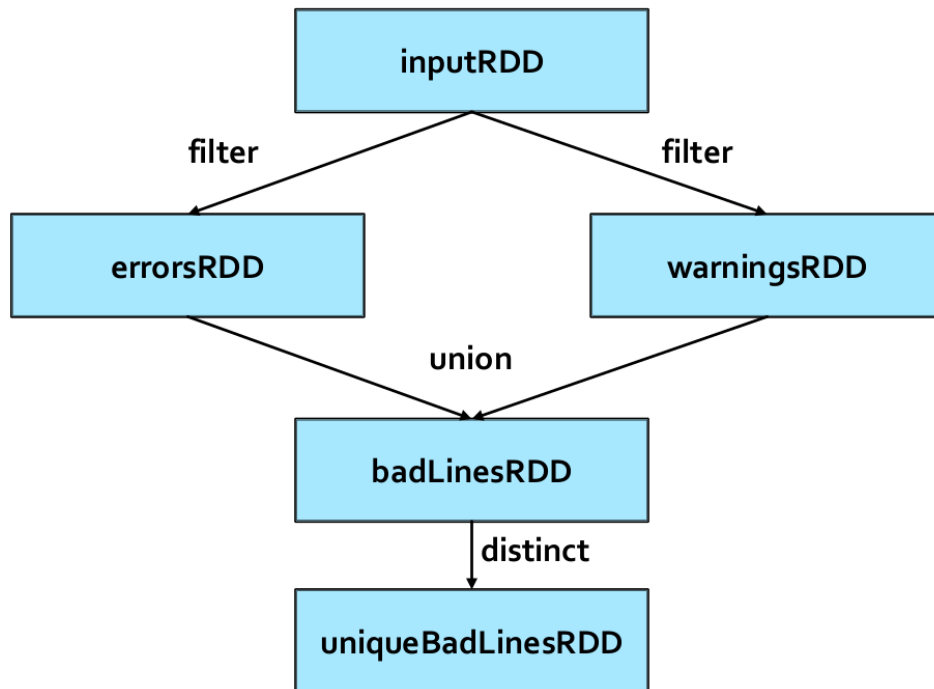 inputRDD
filter
filter
errorsRDD
warningsRDD
union
badLinesRDD
distinct
uniqueBadLinesRDD